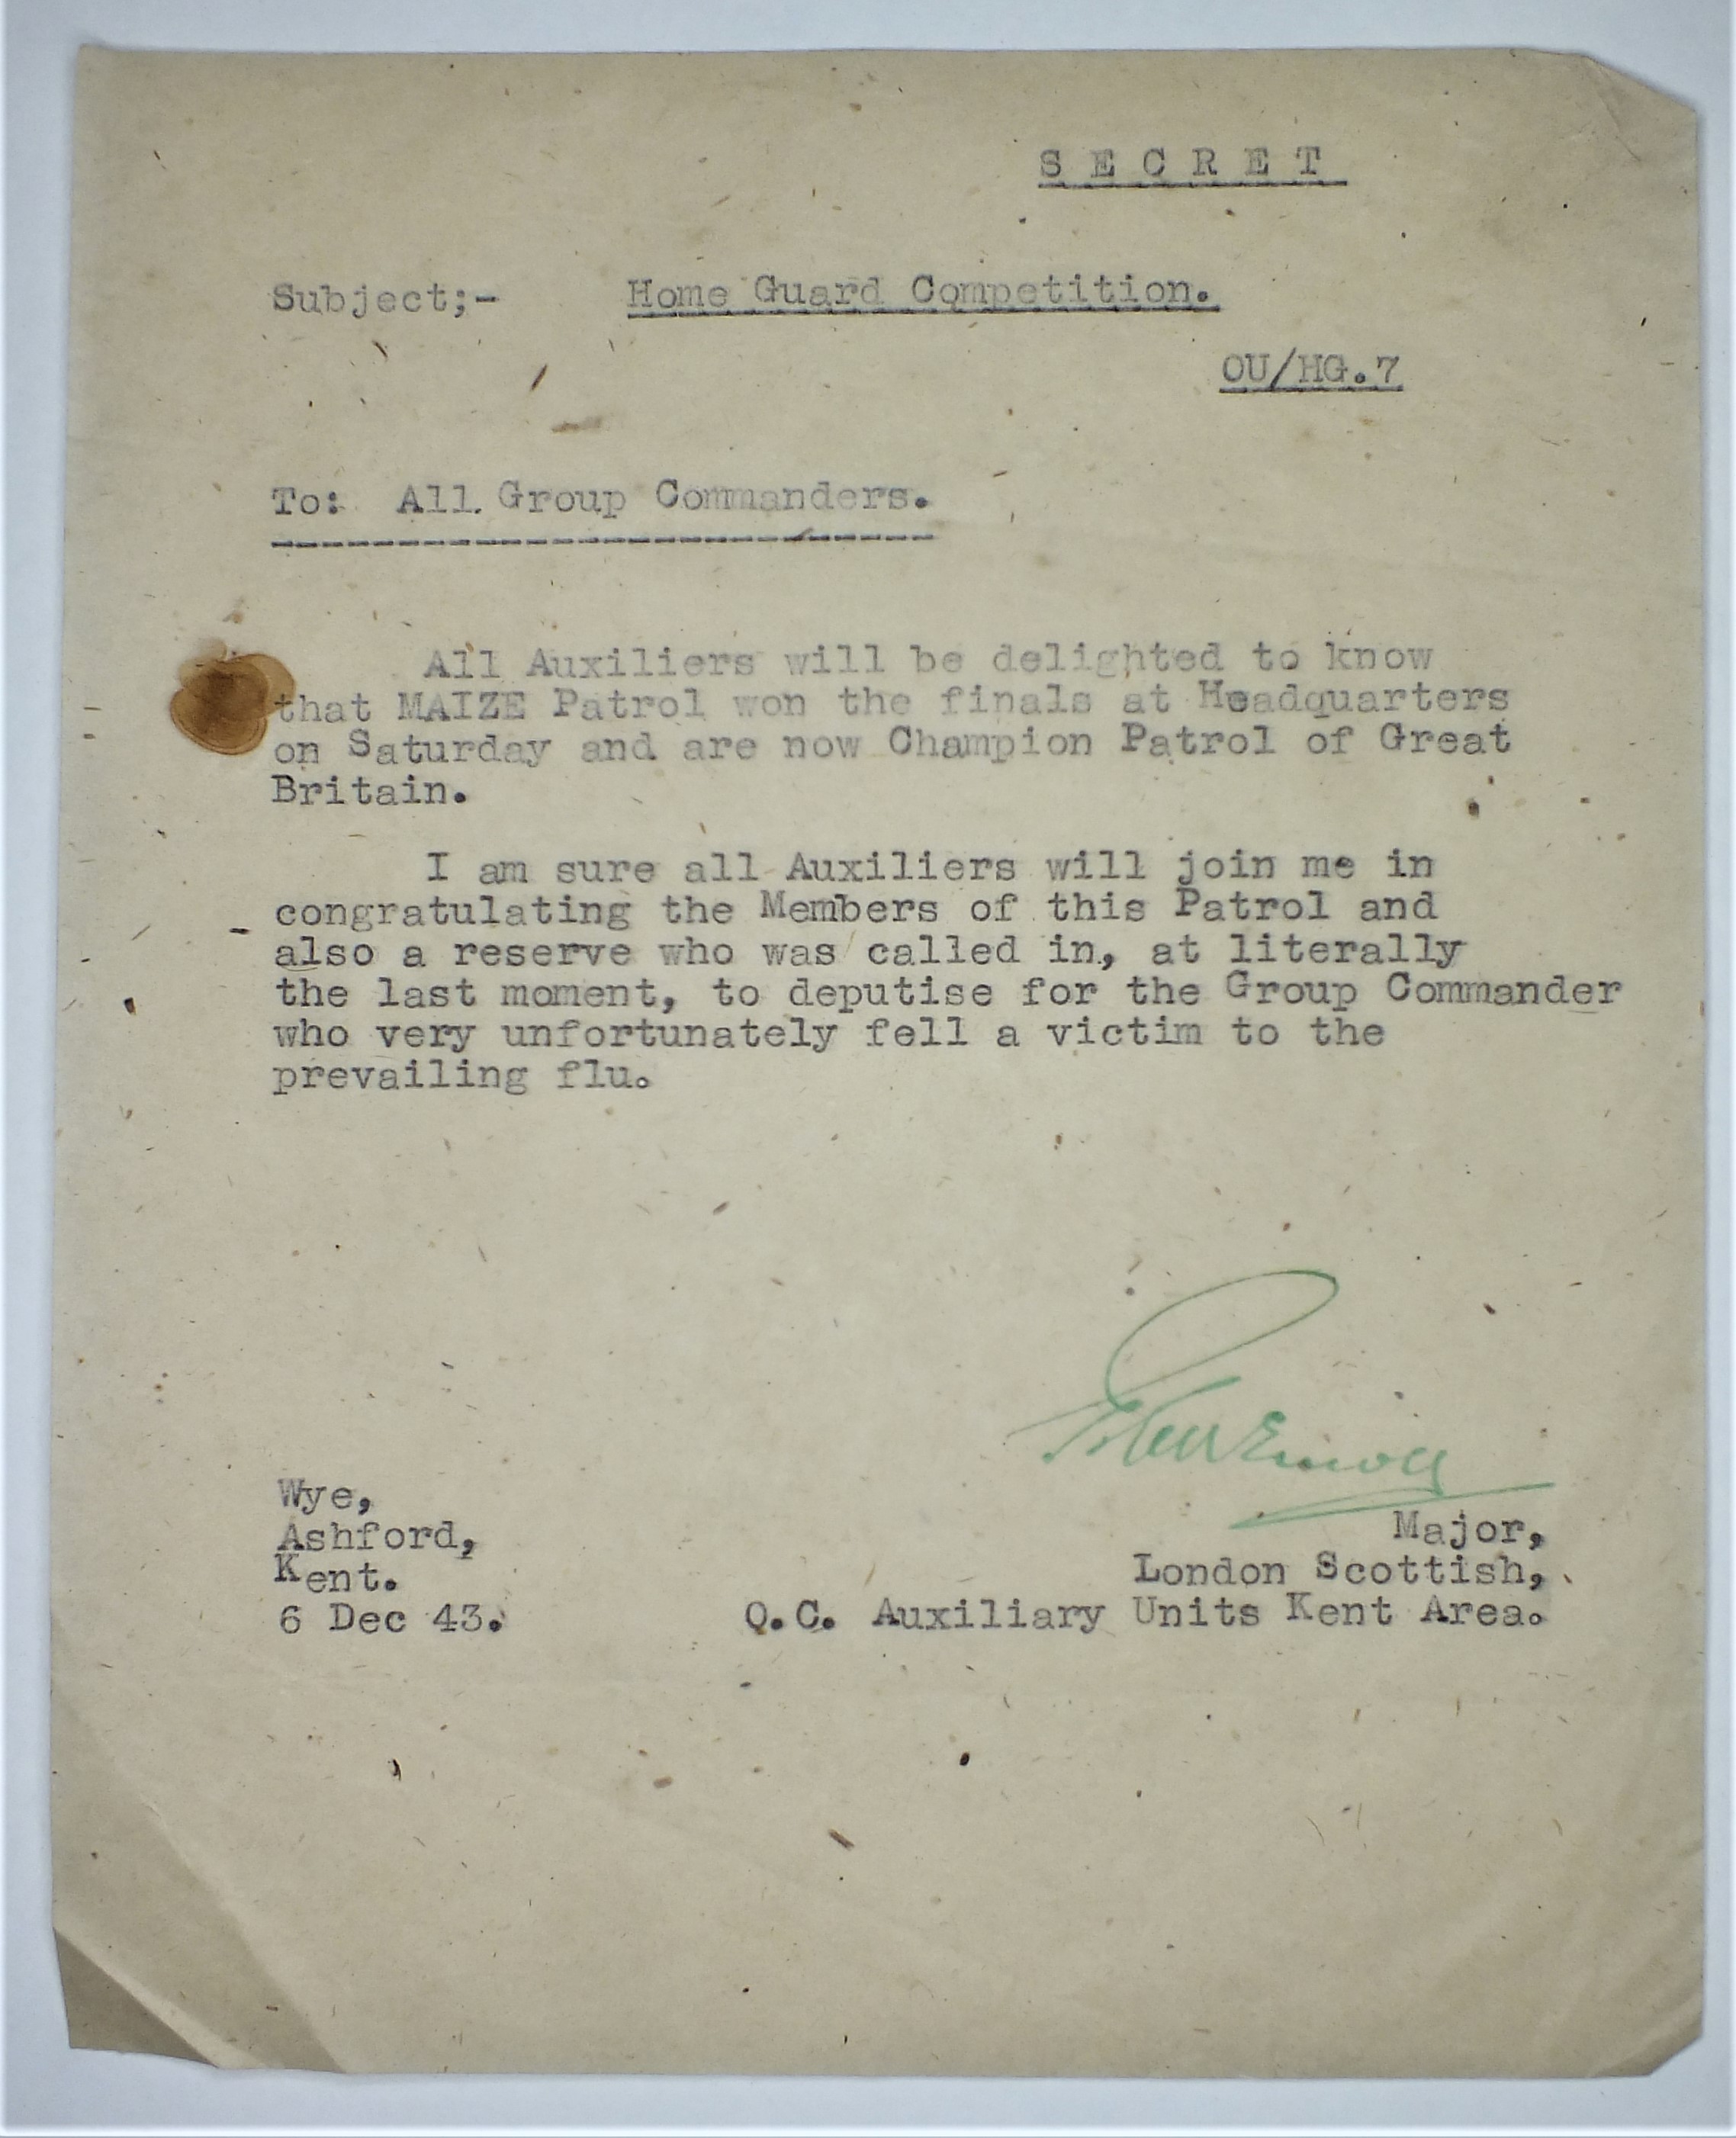 S E C R E T
Subject;- Home Guard Competition.
OU/HG.7
To: All. Group Commanders.
All Auxiliers will be delighted to know
that MAIZE Patrol won the finals at Headquarters
on Saturday and are now Champion Patrol of Great
Britain.
I am sure all Auxiliers will join me in
congratulating the Members of this Patrol and
also a reserve who was called in, at literally
the last moment, to deputise for the Group Commander
who very unfortunately fell a victim to the
prevailing flu.
Wye,
Ashford,
Kent.
6 Dec 43.
Major,
London Scottish,
O.C. Auxiliary Units Kent Area.